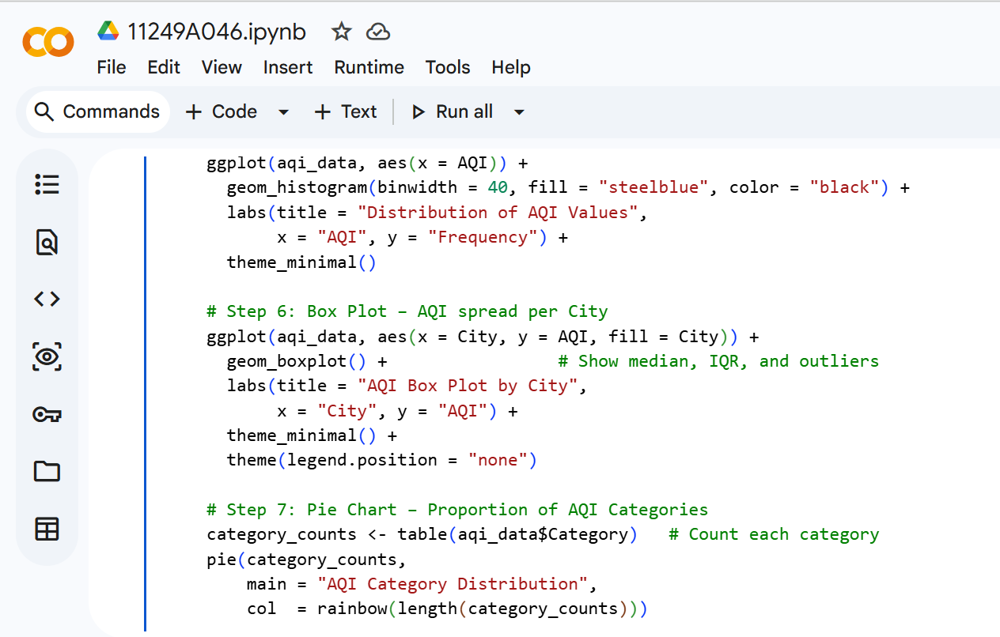 11249A046.ipynb
File Edit View Insert Runtime Tools Help
Commands + Code + Text Run all
ggplot(aqi_data, aes(x = AQI)) +
  geom_histogram(binwidth = 40, fill = "steelblue", color = "black") +
  labs(title = "Distribution of AQI Values",
       x = "AQI", y = "Frequency") +
  theme_minimal()

# Step 6: Box Plot – AQI spread per City
ggplot(aqi_data, aes(x = City, y = AQI, fill = City)) +
  geom_boxplot() +                 # Show median, IQR, and outliers
  labs(title = "AQI Box Plot by City",
       x = "City", y = "AQI") +
  theme_minimal() +
  theme(legend.position = "none")

# Step 7: Pie Chart – Proportion of AQI Categories
category_counts <- table(aqi_data$Category)   # Count each category
pie(category_counts,
    main = "AQI Category Distribution",
    col  = rainbow(length(category_counts)))